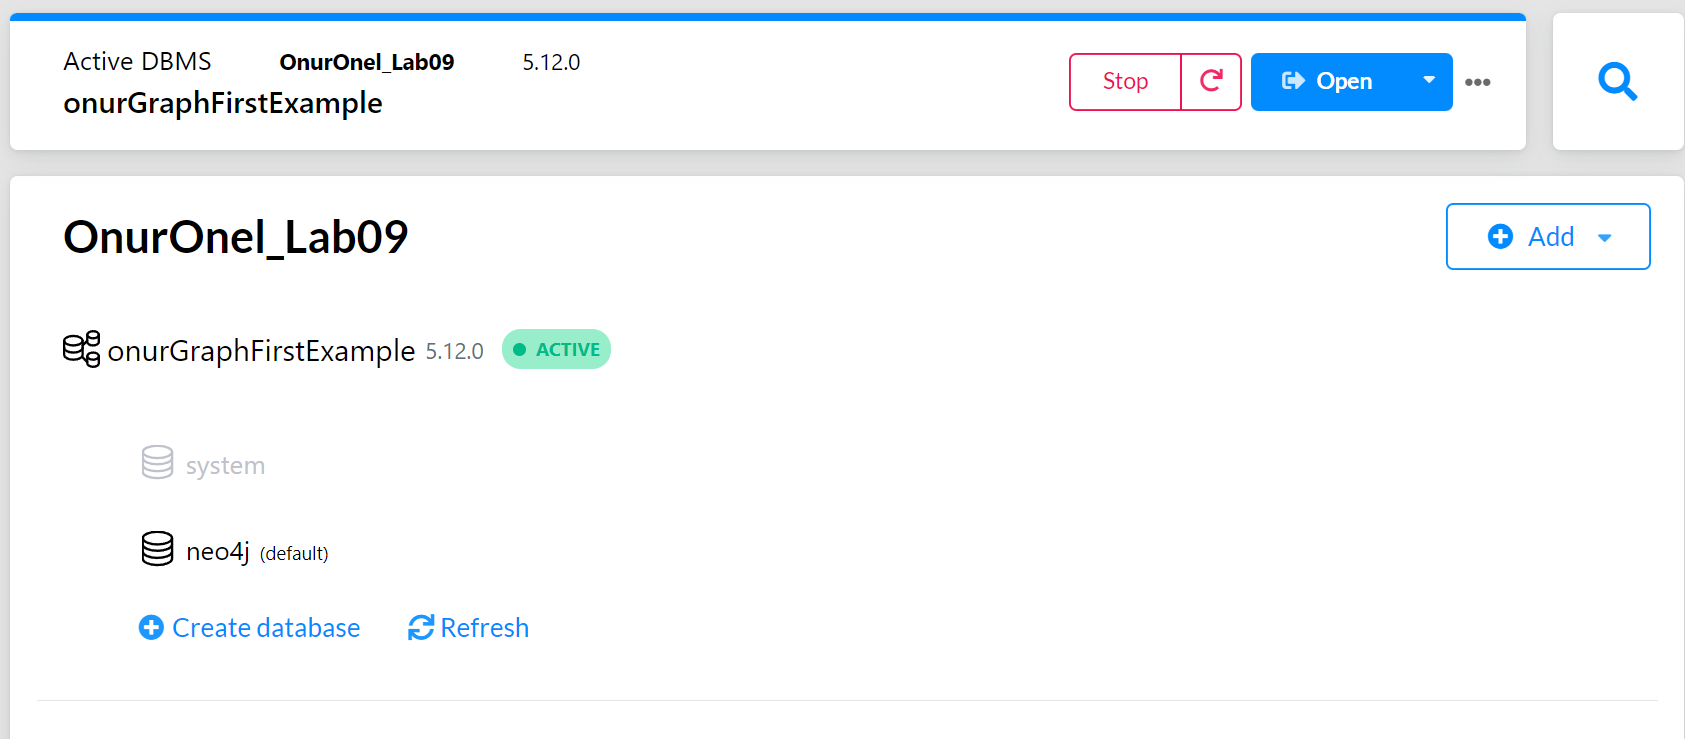 Active DBMS OnurOnel_Lab09 5.12.0
onurGraphFirstExample
Stop Open
OnurOnel_Lab09
Add
onurGraphFirstExample 5.12.0 ACTIVE
system
neo4j (default)
Create database Refresh